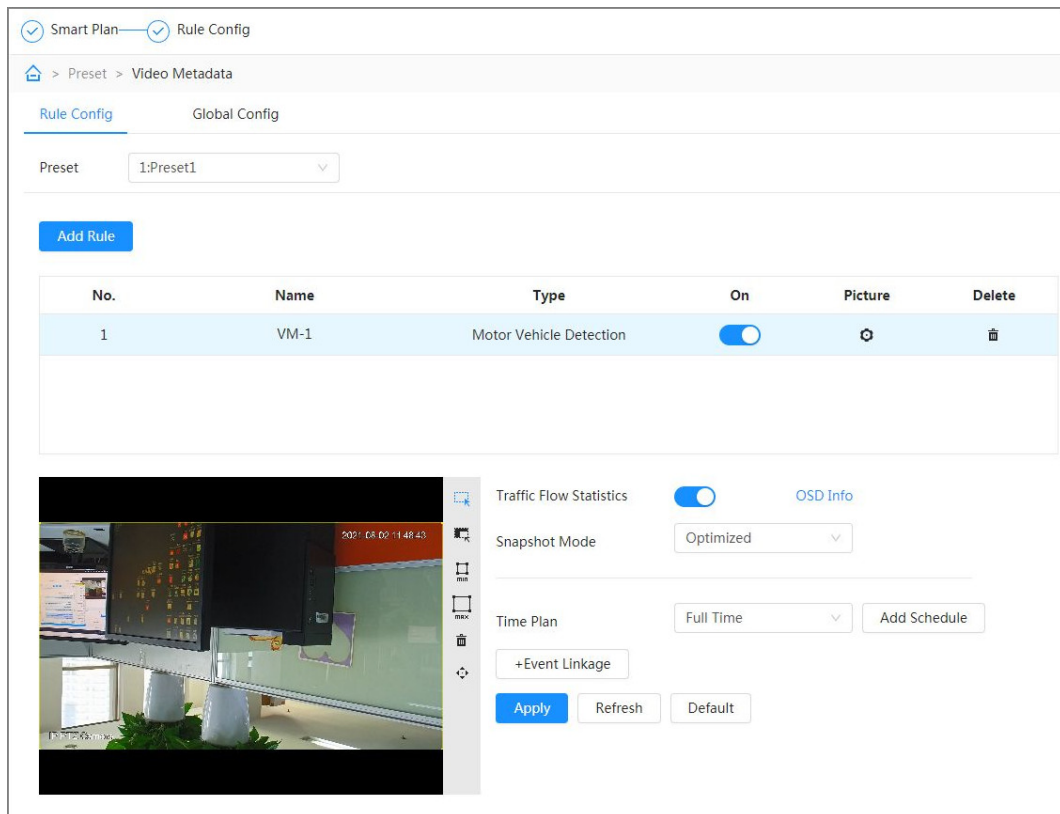 Smart Plan Rule Config
> Preset > Video Metadata
Rule Config Global Config
Preset 1:Preset1
Add Rule
No. Name Type On Picture Delete
1 VM-1 Motor Vehicle Detection
2021-08-02 11:48:43
min
max
Traffic Flow Statistics OSD Info
Snapshot Mode Optimized
Time Plan Full Time Add Schedule
+Event Linkage
Apply Refresh Default